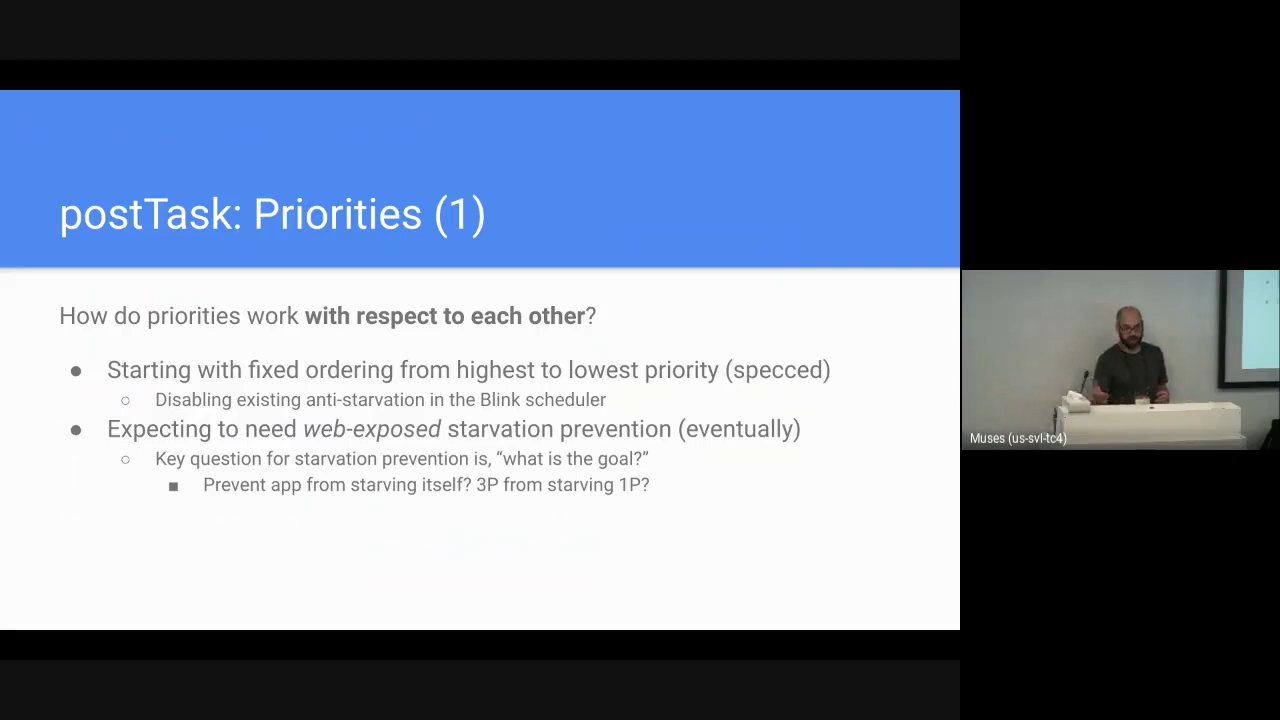 postTask: Priorities (1)
How do priorities work with respect to each other?
● Starting with fixed ordering from highest to lowest priority (specced)
○ Disabling existing anti-starvation in the Blink scheduler
● Expecting to need web-exposed starvation prevention (eventually)
○ Key question for starvation prevention is, “what is the goal?”
■ Prevent app from starving itself? 3P from starving 1P?
Muses (us-svl-tc4)